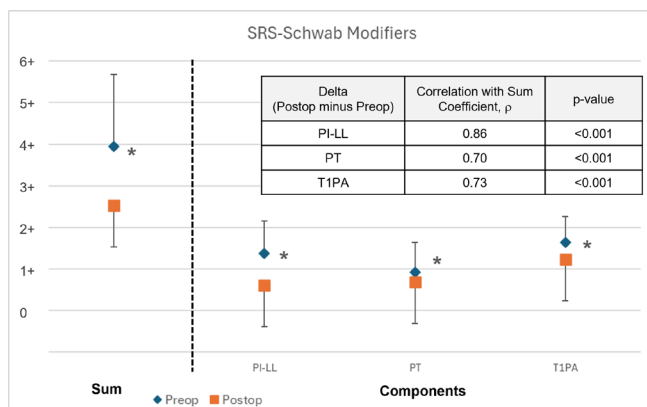 SRS-Schwab Modifiers
6+
5+
4+
3+
2+
1+
0
*
*
*
*
Delta
(Postop minus Preop)
Correlation with Sum
Coefficient, ρ
p-value
PI-LL 0.86 <0.001
PT 0.70 <0.001
T1PA 0.73 <0.001
PI-LL PT T1PA
Sum Components
Preop Postop